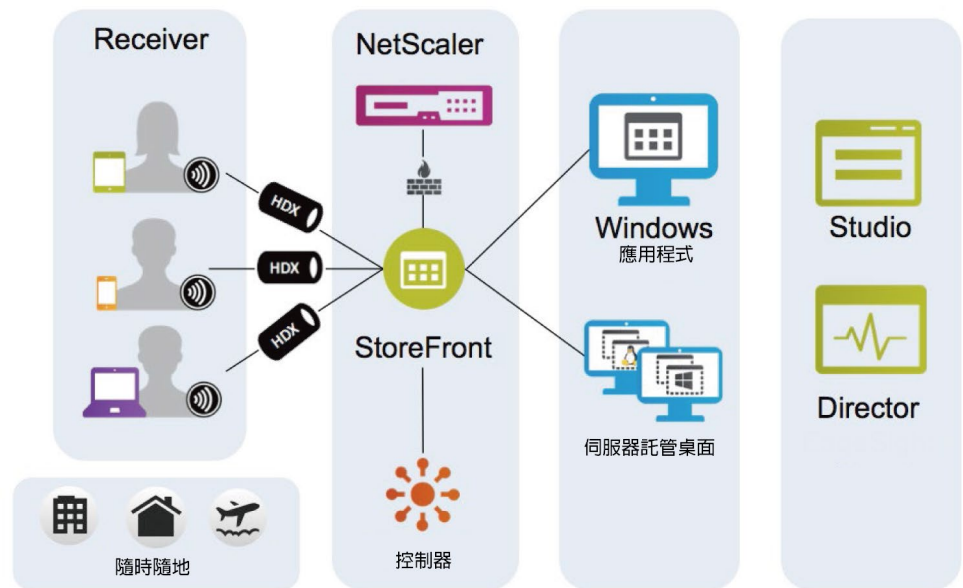 Receiver
HDX
HDX
HDX
隨時隨地
NetScaler
StoreFront
控制器
Windows
應用程式
伺服器託管桌面
Studio
Director